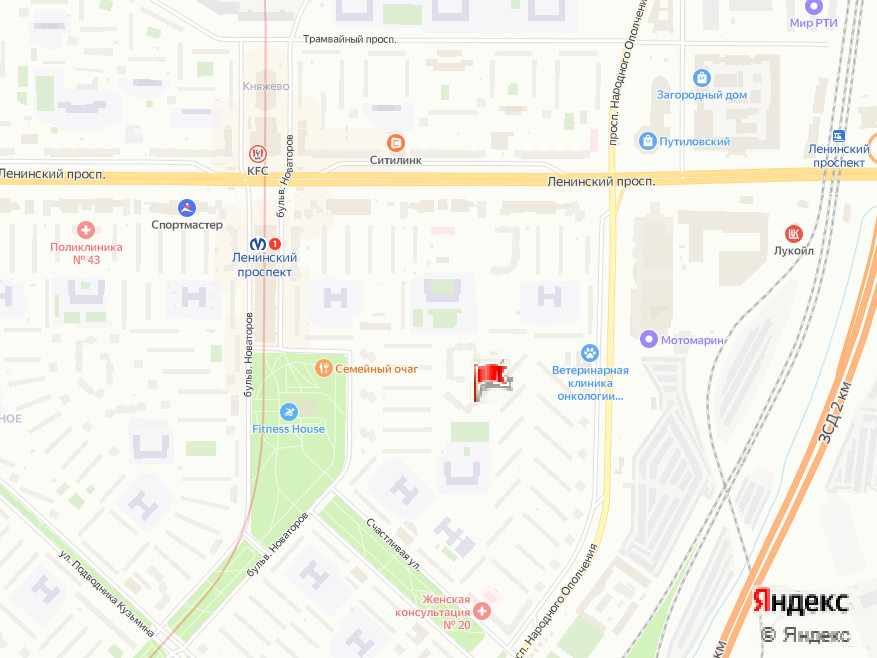 Мир РТИ
Трамвайный просп.
просп. Народного Ополчения
Княжево
Загородный дом
Путиловский
Ленинский
проспект
KFC
Ситилинк
Ленинский просп.
Ленинский просп.
бульв. Новаторов
Спортмастер
Поликлиника
№ 43
1
Ленинский
проспект
Лукойл
Мотомарин
бульв. Новаторов
Семейный очаг
Ветеринарная
клиника
онкологии...
Fitness House
НОЕ
ЗСД 2 км
Счастливая ул.
бульв. Новаторов
ул. Подводника Кузьмина
Женская
консультация
№ 20
просп. Народного Ополчения
км
Яндекс
© Яндекс